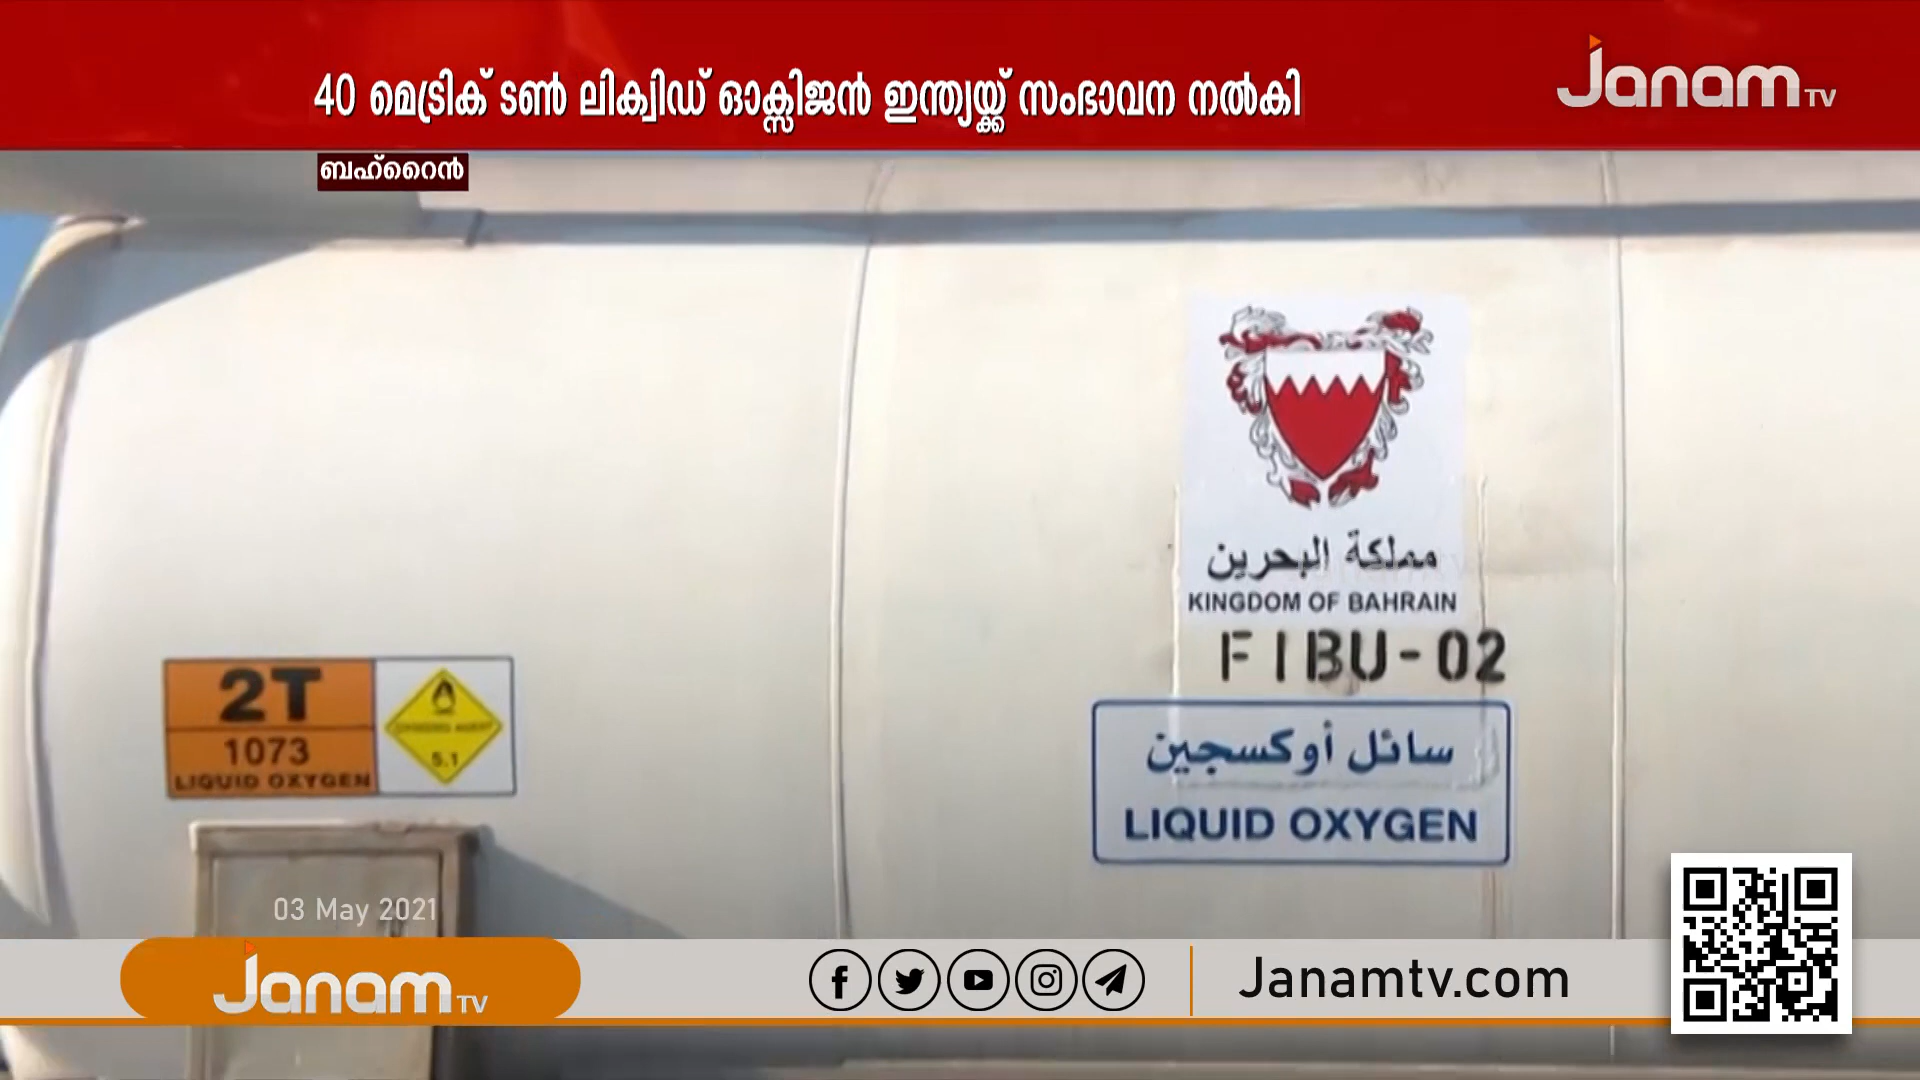 40 മെട്രിക് ടൺ ലിക്വിഡ് ഓക്സിജൻ ഇന്ത്യയ്ക്ക് സംഭാവന നൽകി
Janam TV
ബഹ്റൈൻ
مملكة البحرين
KINGDOM OF BAHRAIN
FIBU-02
2T
1073
LIQUID OXYGEN
5.1
سائل أوكسجين
LIQUID OXYGEN
03 May 2021
Janam TV
Janamtv.com